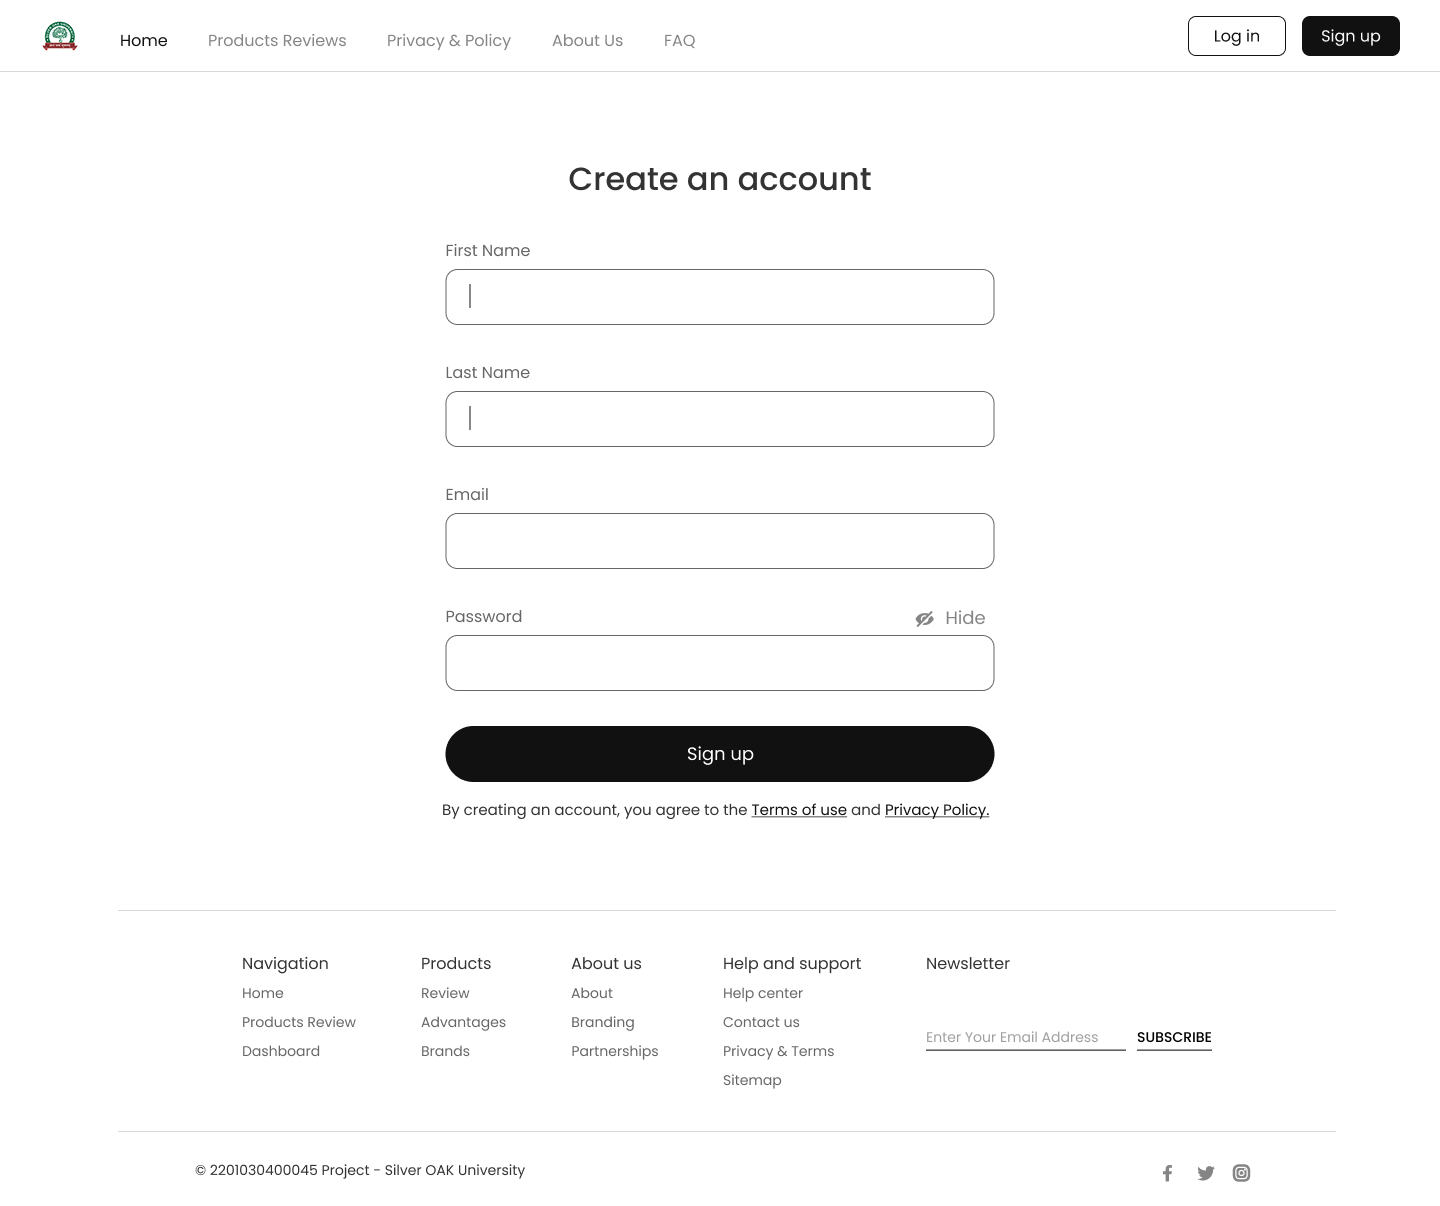 Home Products Reviews Privacy & Policy About Us FAQ Log in Sign up
Create an account
First Name
Last Name
Email
Password Hide
Sign up
By creating an account, you agree to the Terms of use and Privacy Policy.
Navigation Products About us Help and support Newsletter
Home Review About Help center
Products Review Advantages Branding Contact us
Enter Your Email Address SUBSCRIBE
Dashboard Brands Partnerships Privacy & Terms
Sitemap
© 2201030400045 Project - Silver OAK University